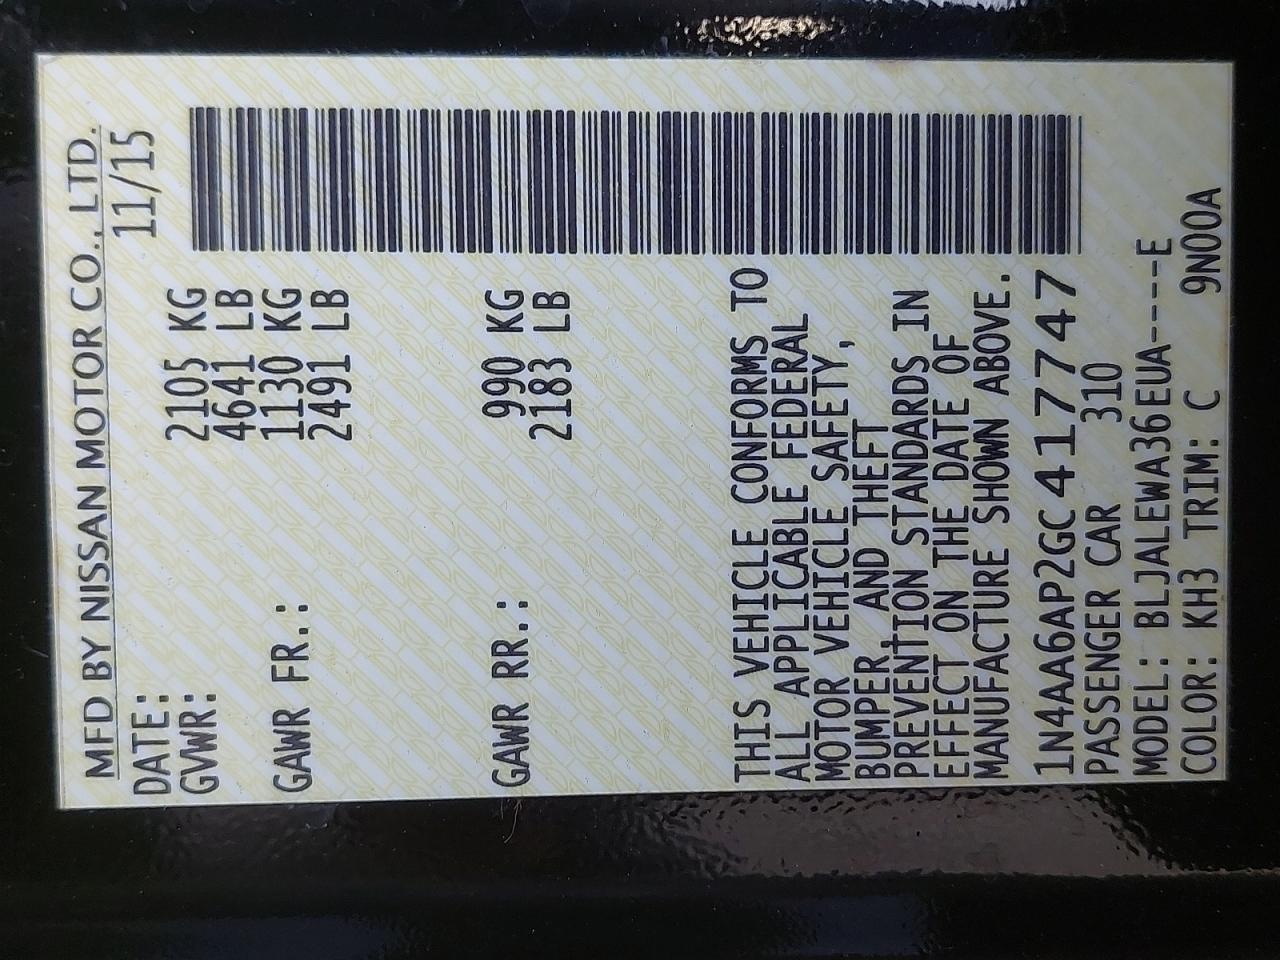 MFD BY NISSAN MOTOR CO., LTD.
DATE: 11/15
GVWR: 2105 KG
4641 LB
GAWR FR.: 1130 KG
2491 LB
GAWR RR.: 990 KG
2183 LB
THIS VEHICLE CONFORMS TO
ALL APPLICABLE FEDERAL
MOTOR VEHICLE SAFETY,
BUMPER, AND THEFT
PREVENTION STANDARDS IN
EFFECT ON THE DATE OF
MANUFACTURE SHOWN ABOVE.
1N4AA6AP2GC417747
PASSENGER CAR 310
MODEL: BLJALEWA36EUA----E
COLOR: KH3 TRIM: C 9N00A